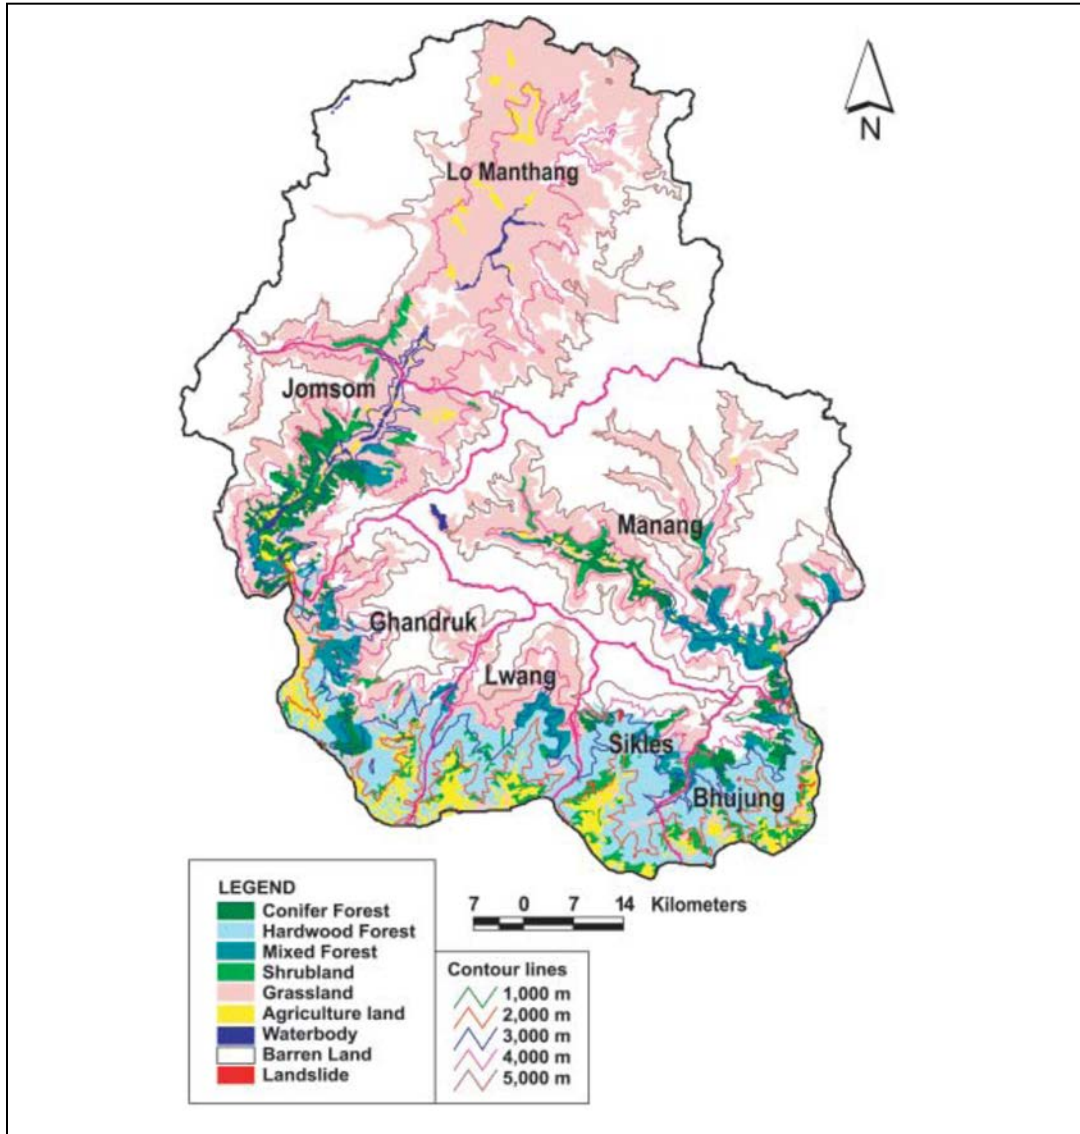 N
Lo Manthang
Jomsom
Manang
Ghandruk
Lwang
Sikles
Bhujung
LEGEND
Conifer Forest
Hardwood Forest
Mixed Forest
Shrubland
Grassland
Agriculture land
Waterbody
Barren Land
Landslide
7 0 7 14 Kilometers
Contour lines
1,000 m
2,000 m
3,000 m
4,000 m
5,000 m